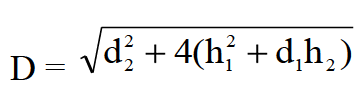 D = √(d₂² + 4(h₁² + d₁h₂))